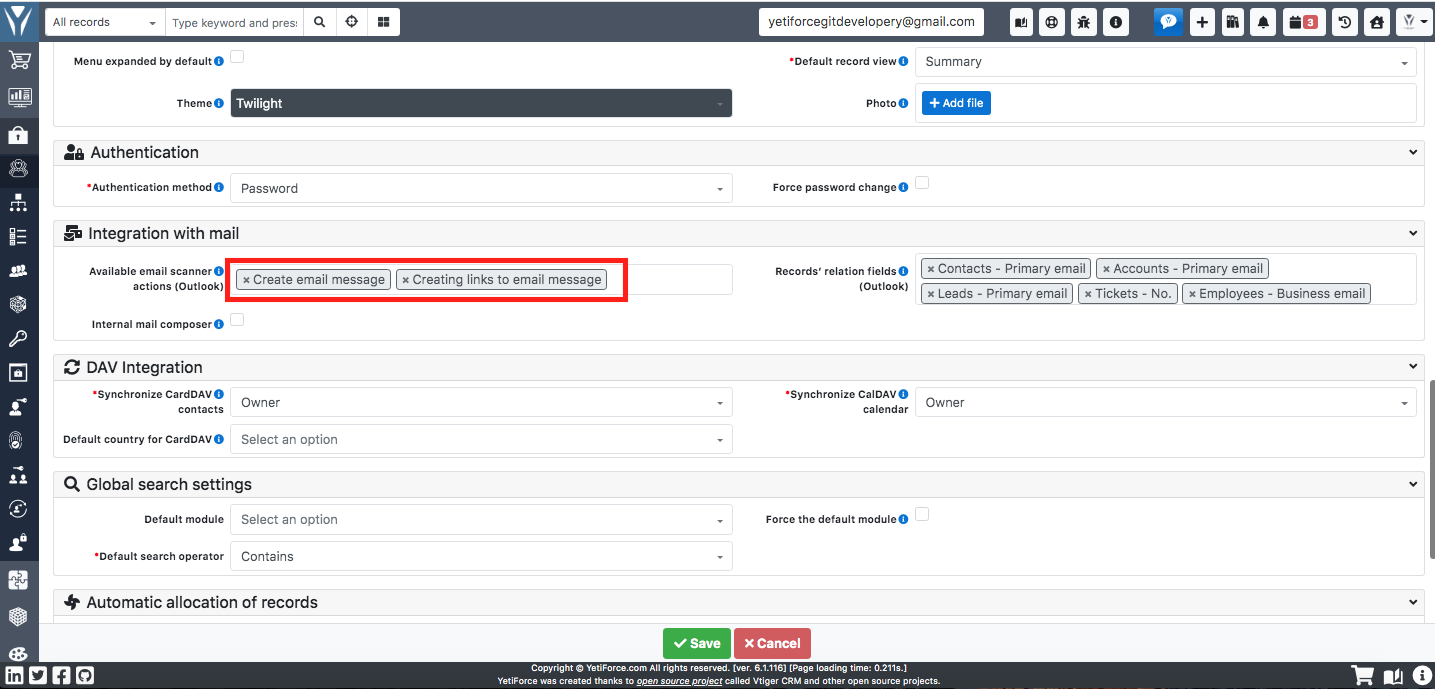 All records
Type keyword and press
yetiforcegitdevelopery@gmail.com
3
Menu expanded by default
*Default record view
Summary
Theme
Twilight
Photo
Add file
Authentication
*Authentication method
Password
Force password change
Integration with mail
Available email scanner
actions (Outlook)
× Create email message
× Creating links to email message
Records' relation fields
(Outlook)
× Contacts - Primary email
× Accounts - Primary email
× Leads - Primary email
× Tickets - No.
× Employees - Business email
Internal mail composer
DAV Integration
*Synchronize CardDAV
contacts
Owner
*Synchronize CalDAV
calendar
Owner
Default country for CardDAV
Select an option
Global search settings
Default module
Select an option
Force the default module
*Default search operator
Contains
Automatic allocation of records
Save
Cancel
Copyright © YetiForce.com All rights reserved. [ver. 6.1.116] [Page loading time: 0.211s.]
YetiForce was created thanks to open source project called Vtiger CRM and other open source projects.